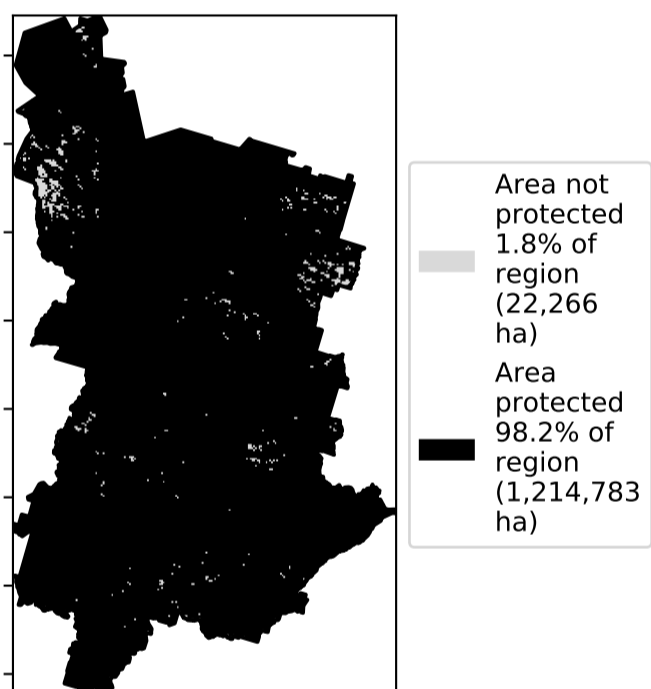 Area not
protected
1.8% of
region
(22,266
ha)
Area
protected
98.2% of
region
(1,214,783
ha)